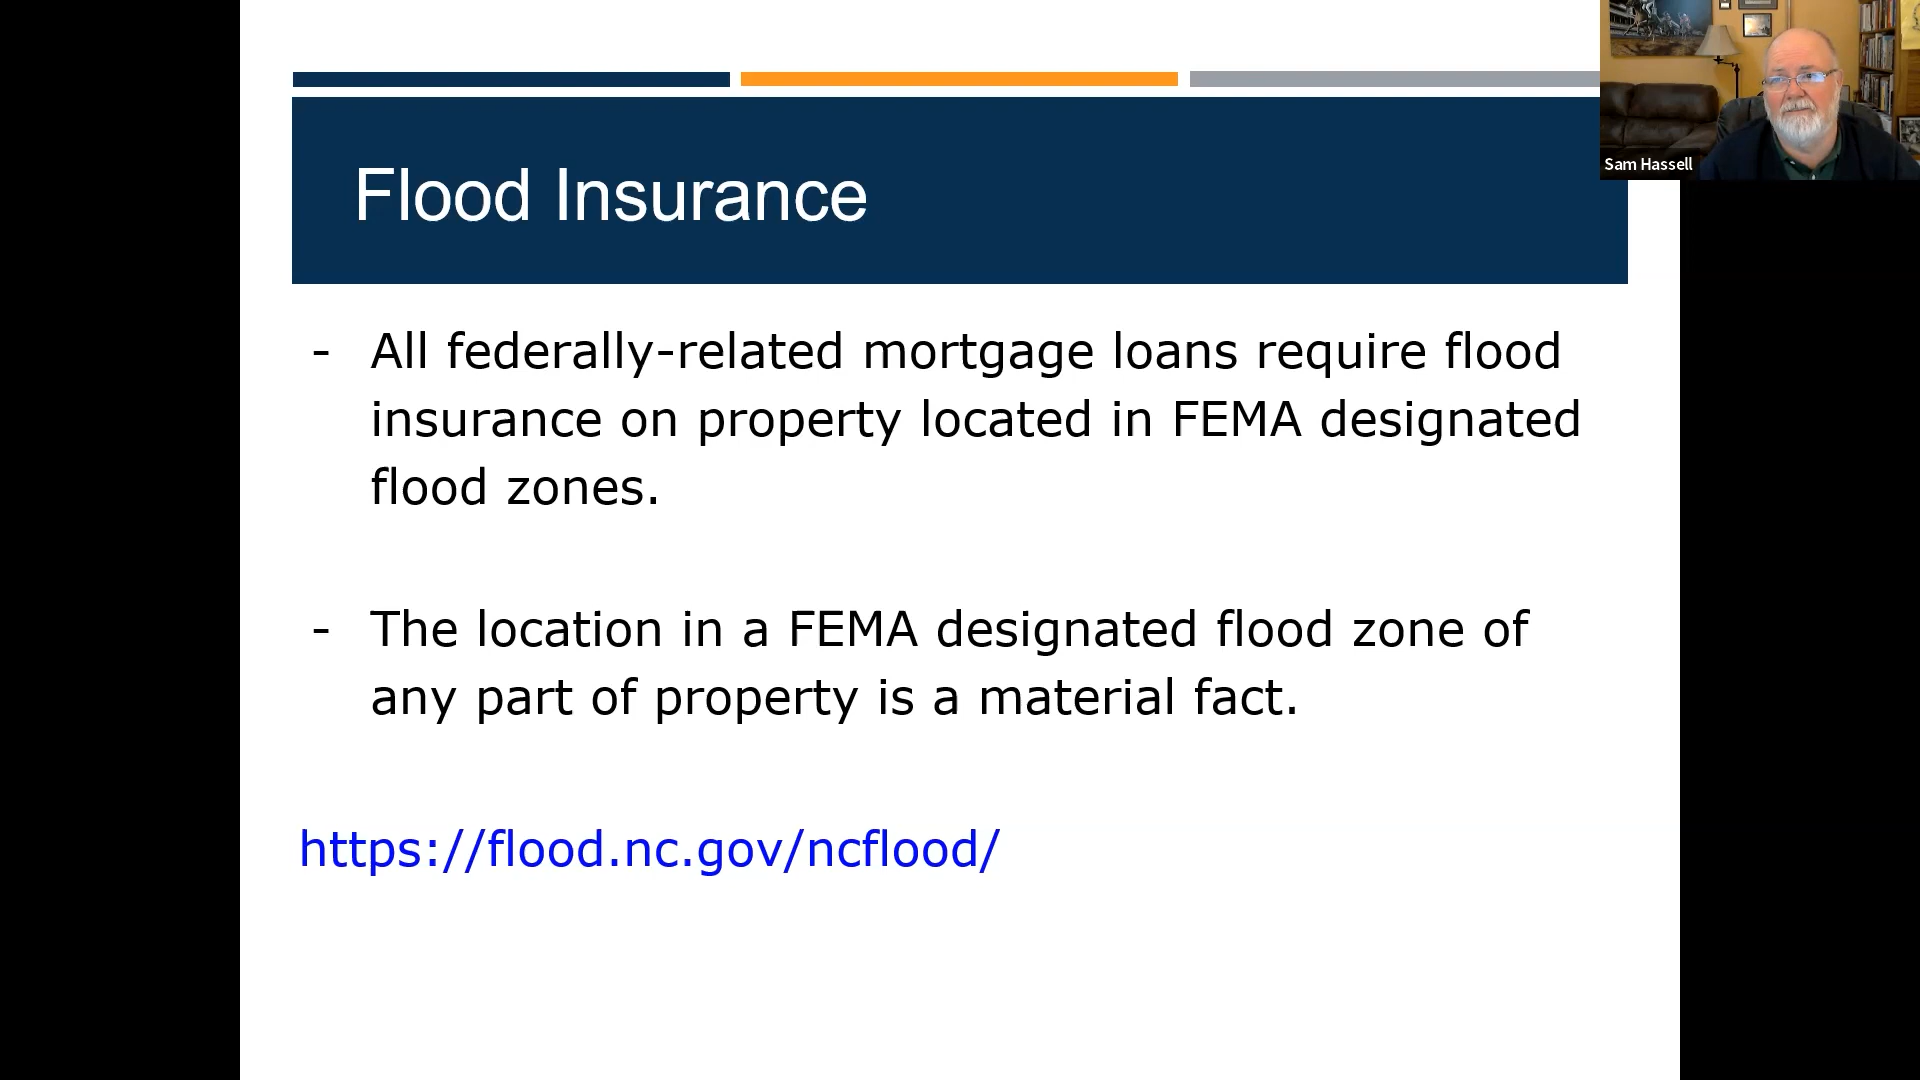 Flood Insurance
Sam Hassell
- All federally-related mortgage loans require flood
insurance on property located in FEMA designated
flood zones.
- The location in a FEMA designated flood zone of
any part of property is a material fact.
https://flood.nc.gov/ncflood/